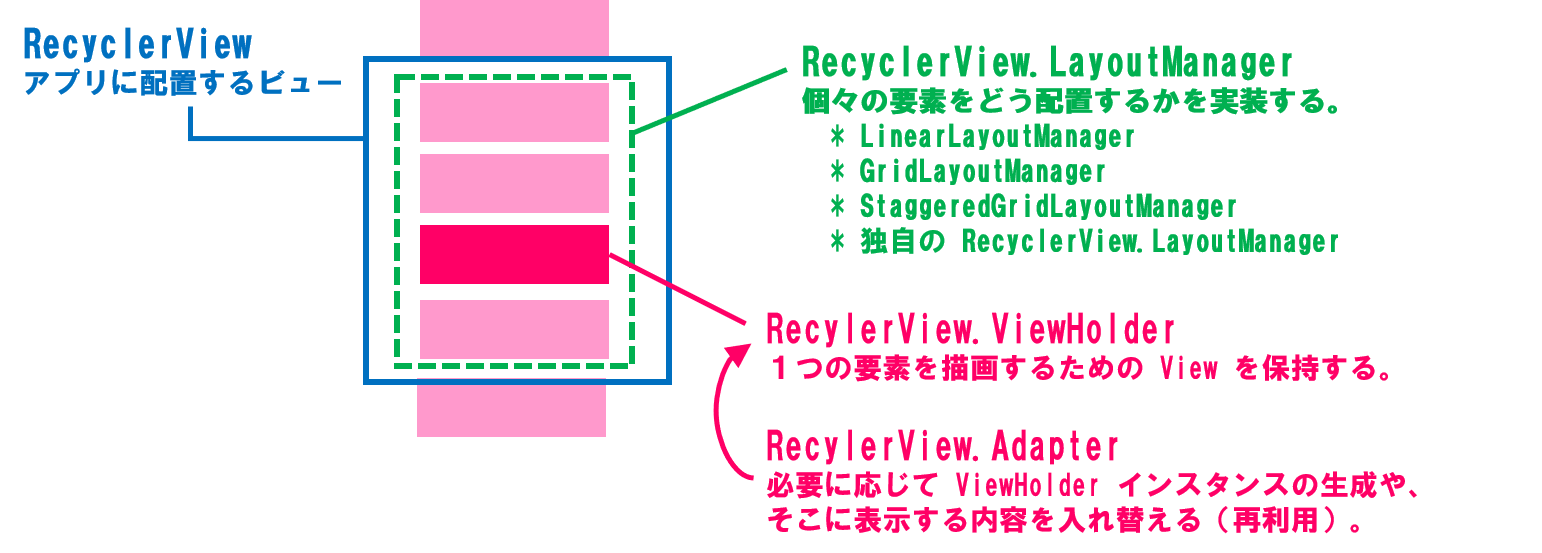 RecyclerView
アプリに配置するビュー
RecyclerView.LayoutManager
個々の要素をどう配置するかを実装する。
* LinearLayoutManager
* GridLayoutManager
* StaggeredGridLayoutManager
* 独自の RecyclerView.LayoutManager
RecylerView.ViewHolder
１つの要素を描画するための View を保持する。
RecylerView.Adapter
必要に応じて ViewHolder インスタンスの生成や、
そこに表示する内容を入れ替える（再利用）。